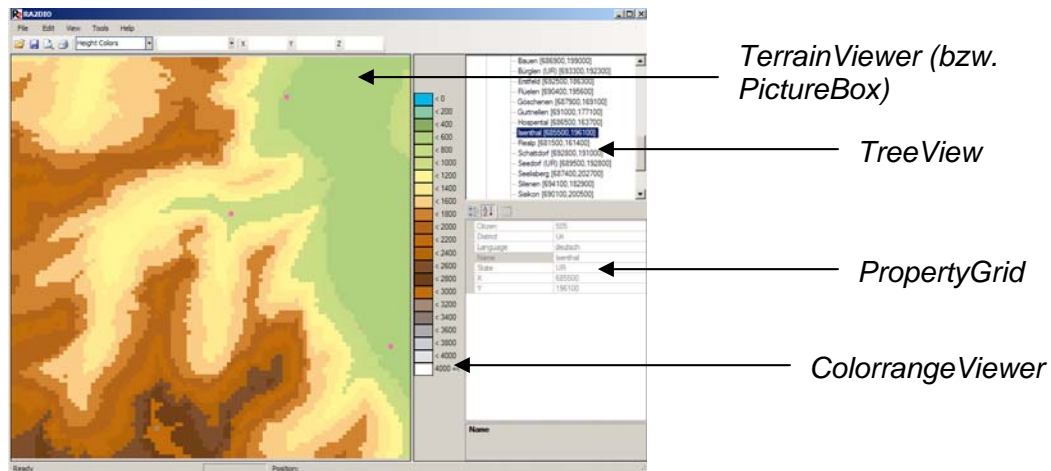 RA2DIO
File Edit View Tools Help
Height Colors X Y Z
Bauen [686900,199000]
Bürglen (UR) [693300,192300]
Erstfeld [692500,186300]
Flüelen [690400,195600]
Göschenen [687900,169100]
Gurtnellen [691000,177100]
Hospental [686500,163700]
Isenthal [685500,196100]
Realp [681500,161400]
Schattdorf [692800,191000]
Seedorf (UR) [689500,192800]
Seelisberg [687400,202700]
Silenen [694100,182900]
Sisikon [690100,200500]
< 0
< 200
< 400
< 600
< 800
< 1000
< 1200
< 1400
< 1600
< 1800
< 2000
< 2200
< 2400
< 2600
< 2800
< 3000
< 3200
< 3400
< 3600
< 3800
< 4000
4000 <
Citizen 505
District Uri
Language deutsch
Name Isenthal
State UR
X 685500
Y 196100
Name
Ready Position:
TerrainViewer (bzw.
PictureBox)
TreeView
PropertyGrid
ColorrangeViewer